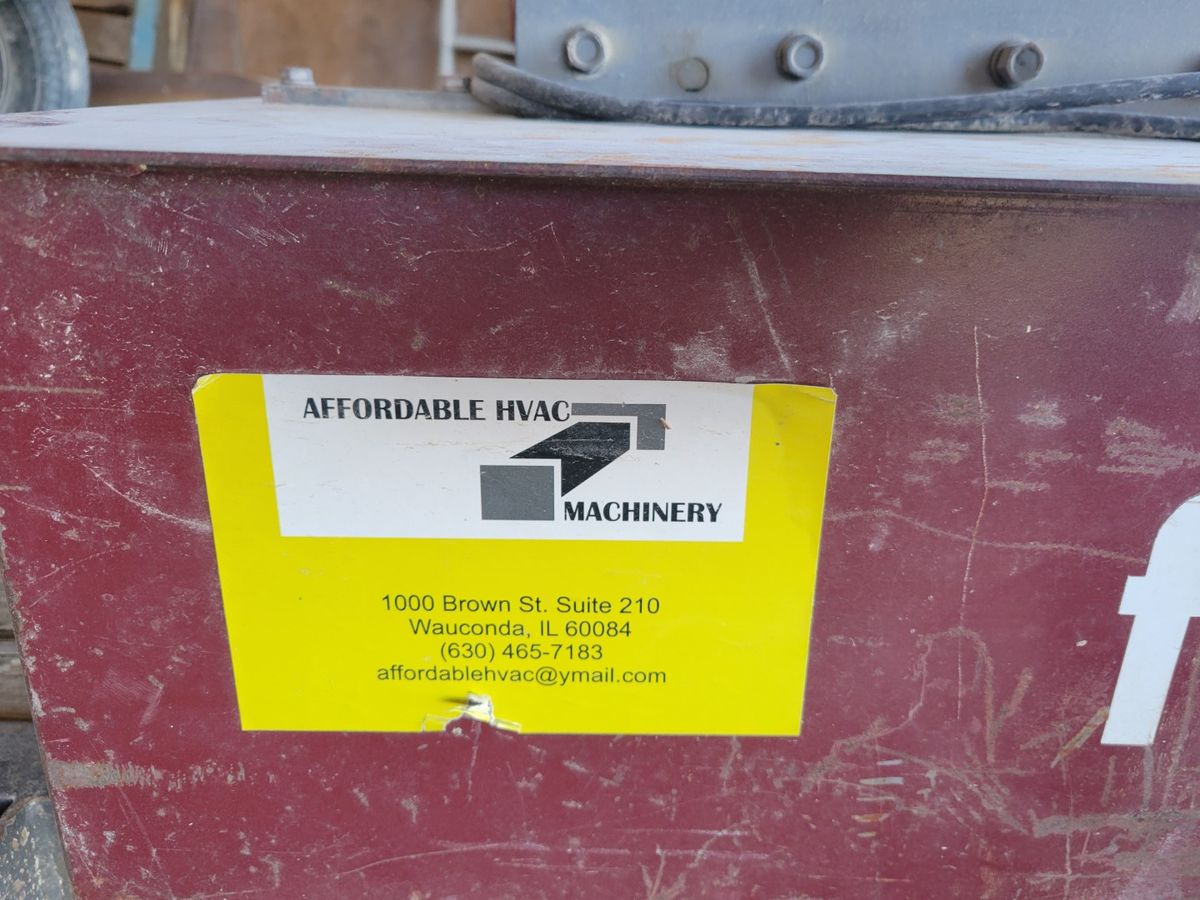 AFFORDABLE HVAC
MACHINERY
1000 Brown St. Suite 210
Wauconda, IL 60084
(630) 465-7183
affordablehvac@ymail.com
f